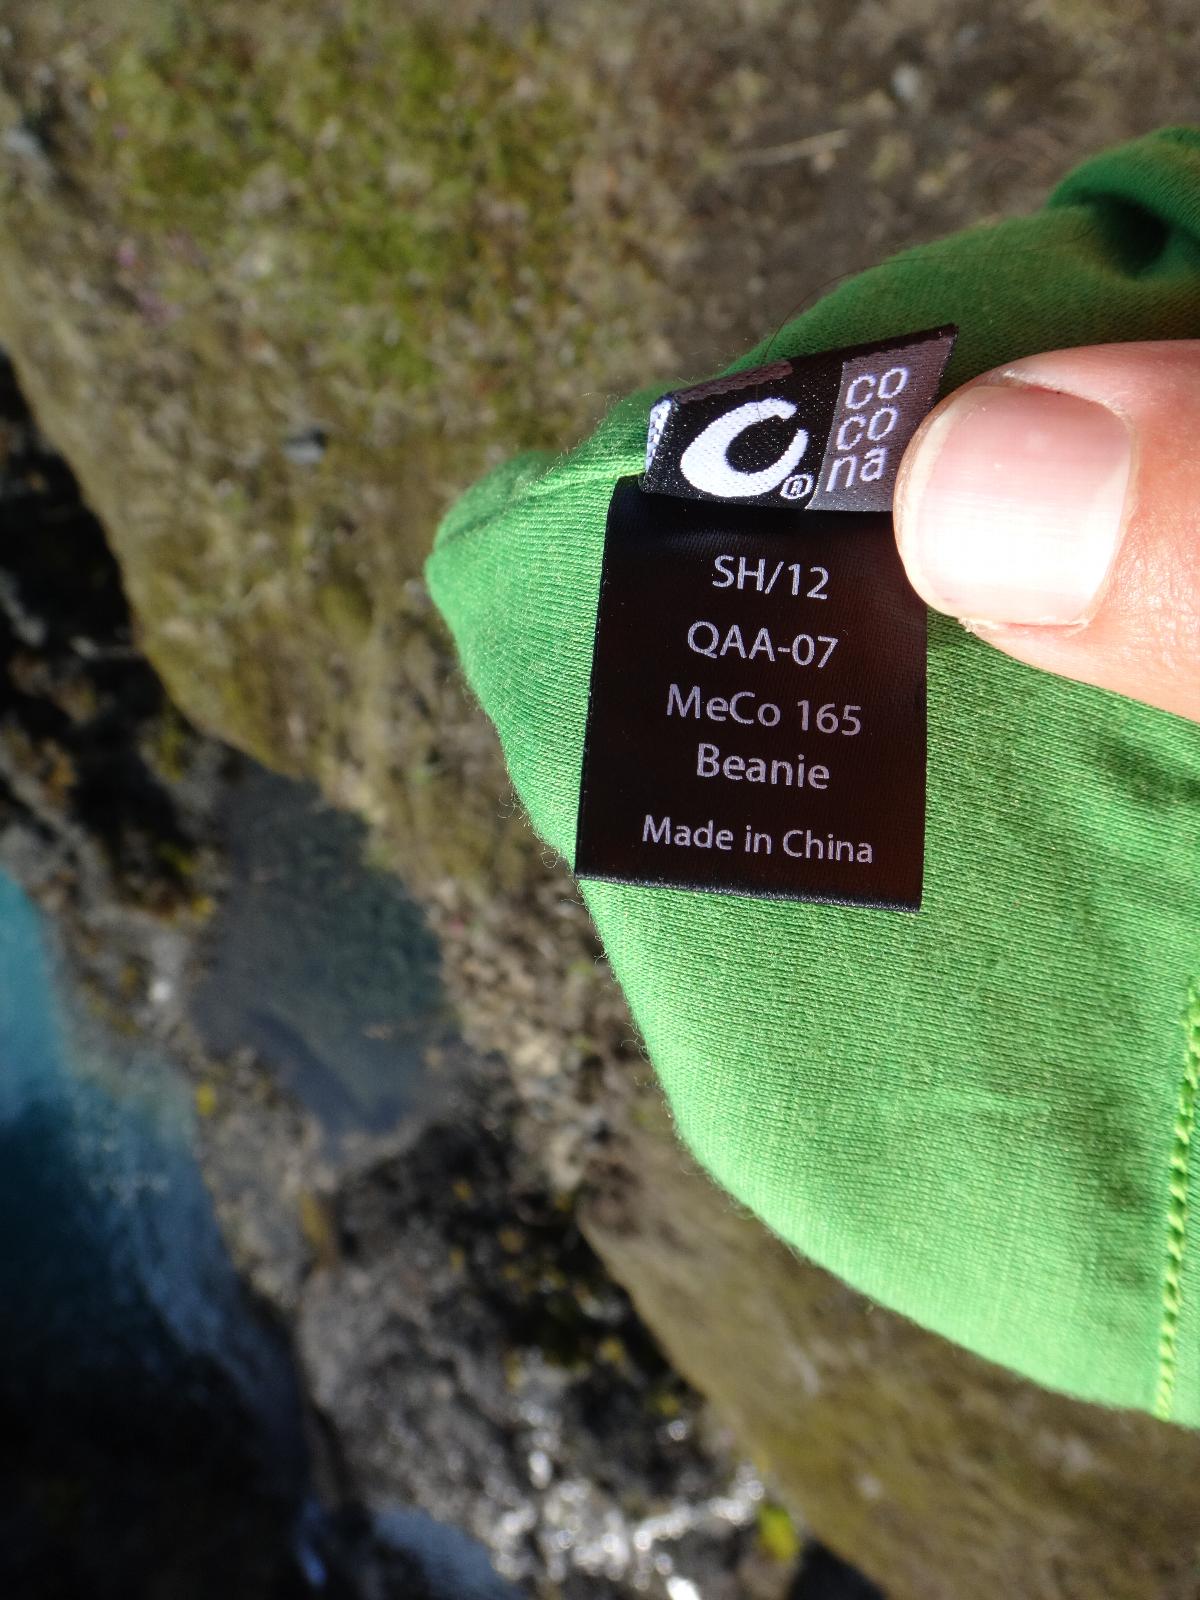 co
co
na
®
SH/12
QAA-07
MeCo 165
Beanie
Made in China